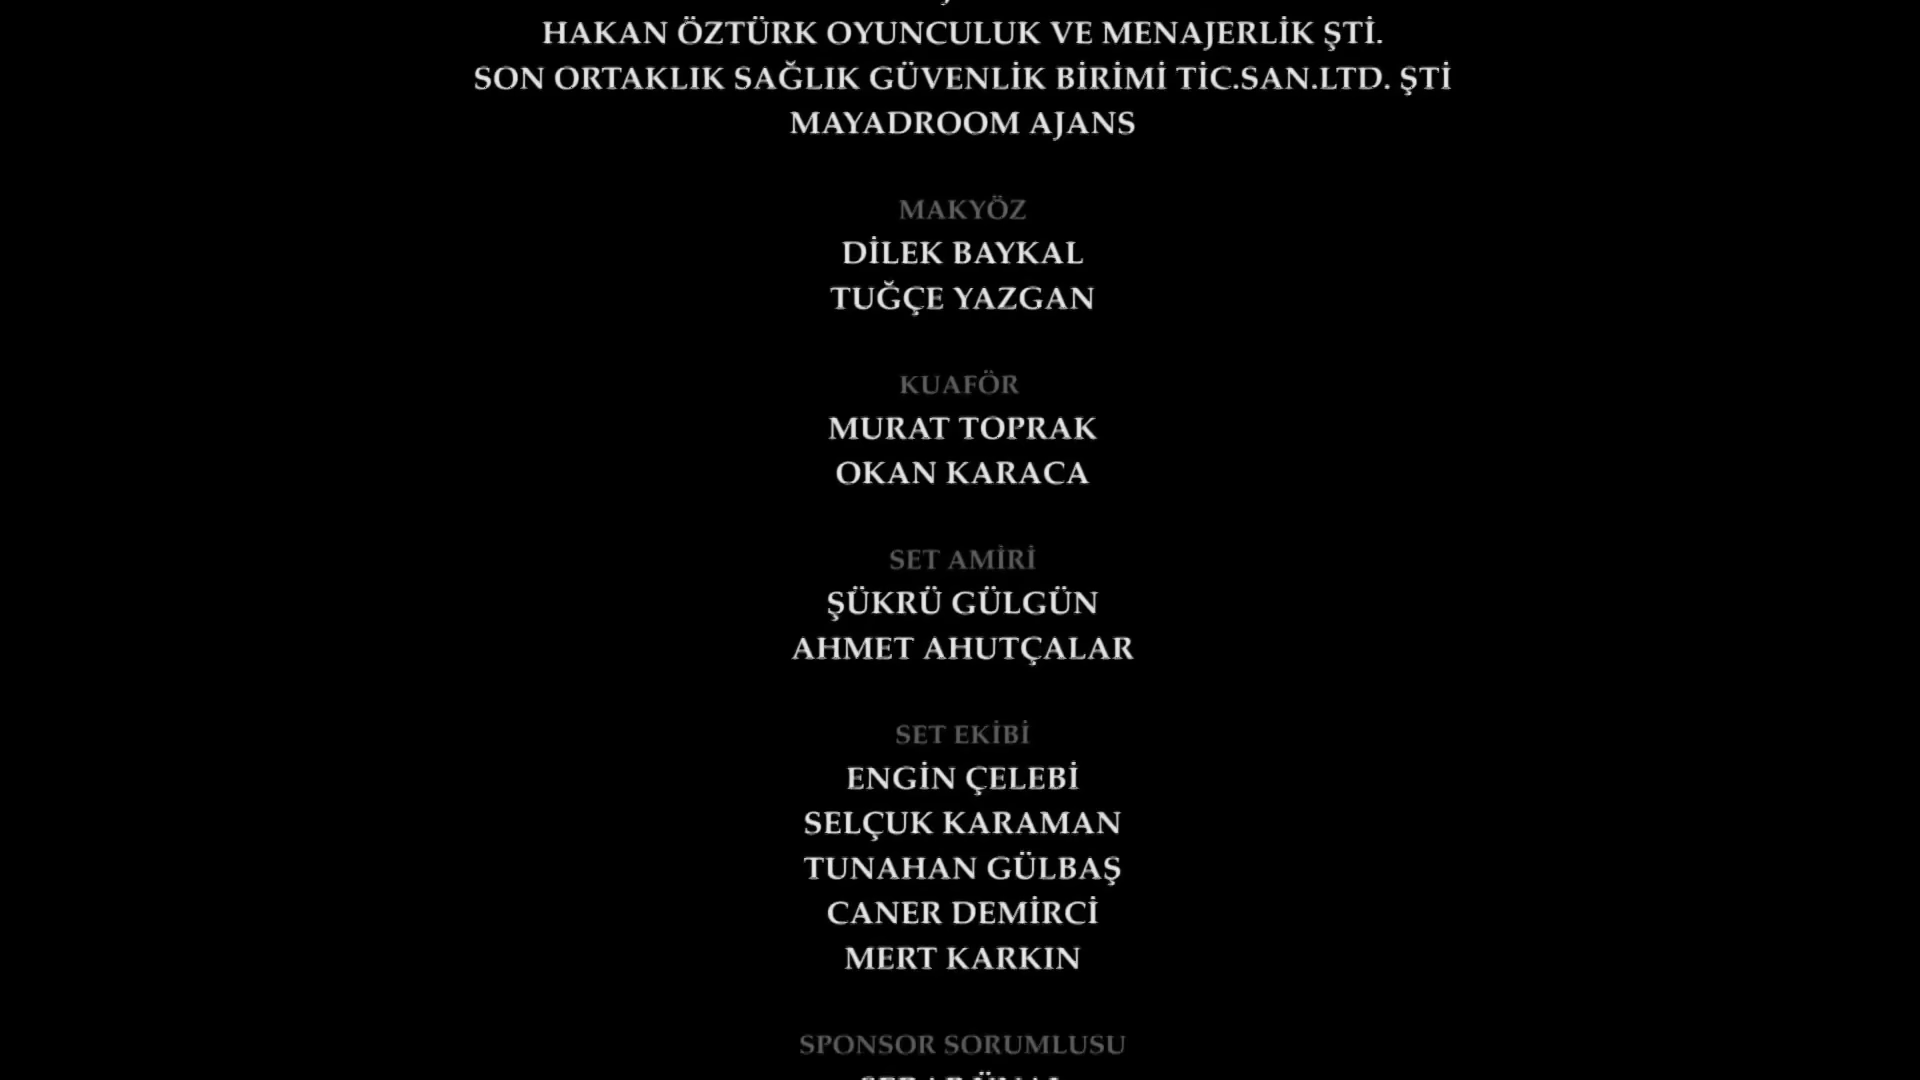 HAKAN ÖZTÜRK OYUNCULUK VE MENAJERLİK ŞTİ.
SON ORTAKLIK SAĞLIK GÜVENLİK BİRİMİ TİC.SAN.LTD. ŞTİ
MAYADROOM AJANS
MAKYÖZ
DİLEK BAYKAL
TUĞÇE YAZGAN
KUAFÖR
MURAT TOPRAK
OKAN KARACA
SET AMİRİ
ŞÜKRÜ GÜLGÜN
AHMET AHUTÇALAR
SET EKİBİ
ENGİN ÇELEBİ
SELÇUK KARAMAN
TUNAHAN GÜLBAŞ
CANER DEMİRCİ
MERT KARKIN
SPONSOR SORUMLUSU